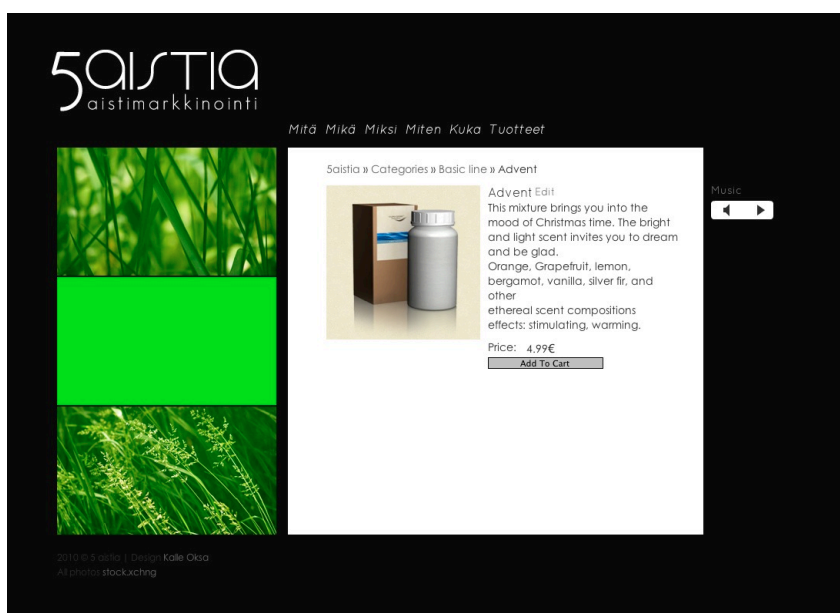 5aistia
aistimarkkinointi
Mitä Mikä Miksi Miten Kuka Tuotteet
5aistia » Categories » Basic line » Advent
Advent Edit
This mixture brings you into the
mood of Christmas time. The bright
and light scent invites you to dream
and be glad.
Orange, Grapefruit, lemon,
bergamot, vanilla, silver fir, and
other
ethereal scent compositions
effects: stimulating, warming.
Price: 4,99€
Add To Cart
Music
2010 © 5 aistia | Design Kalle Oksa
All photos stock.xchng